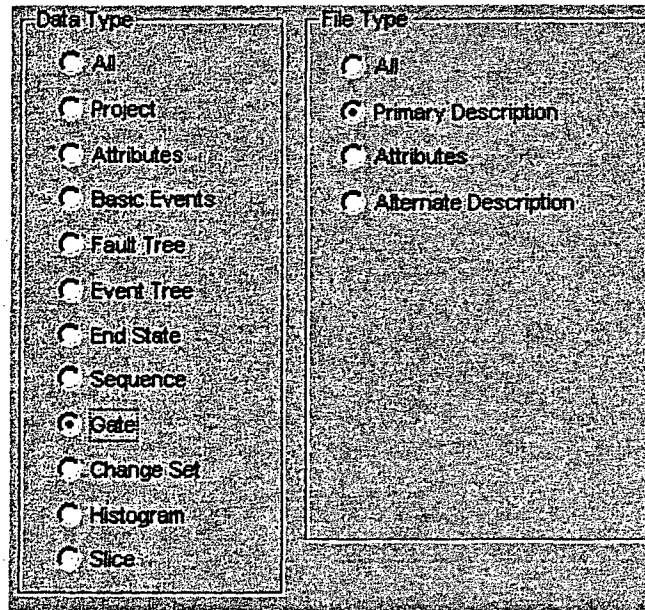 Data Type
All
Project
Attributes
Basic Events
Fault Tree
Event Tree
End State
Sequence
Gate
Change Set
Histogram
Slice
File Type
All
Primary Description
Attributes
Alternate Description